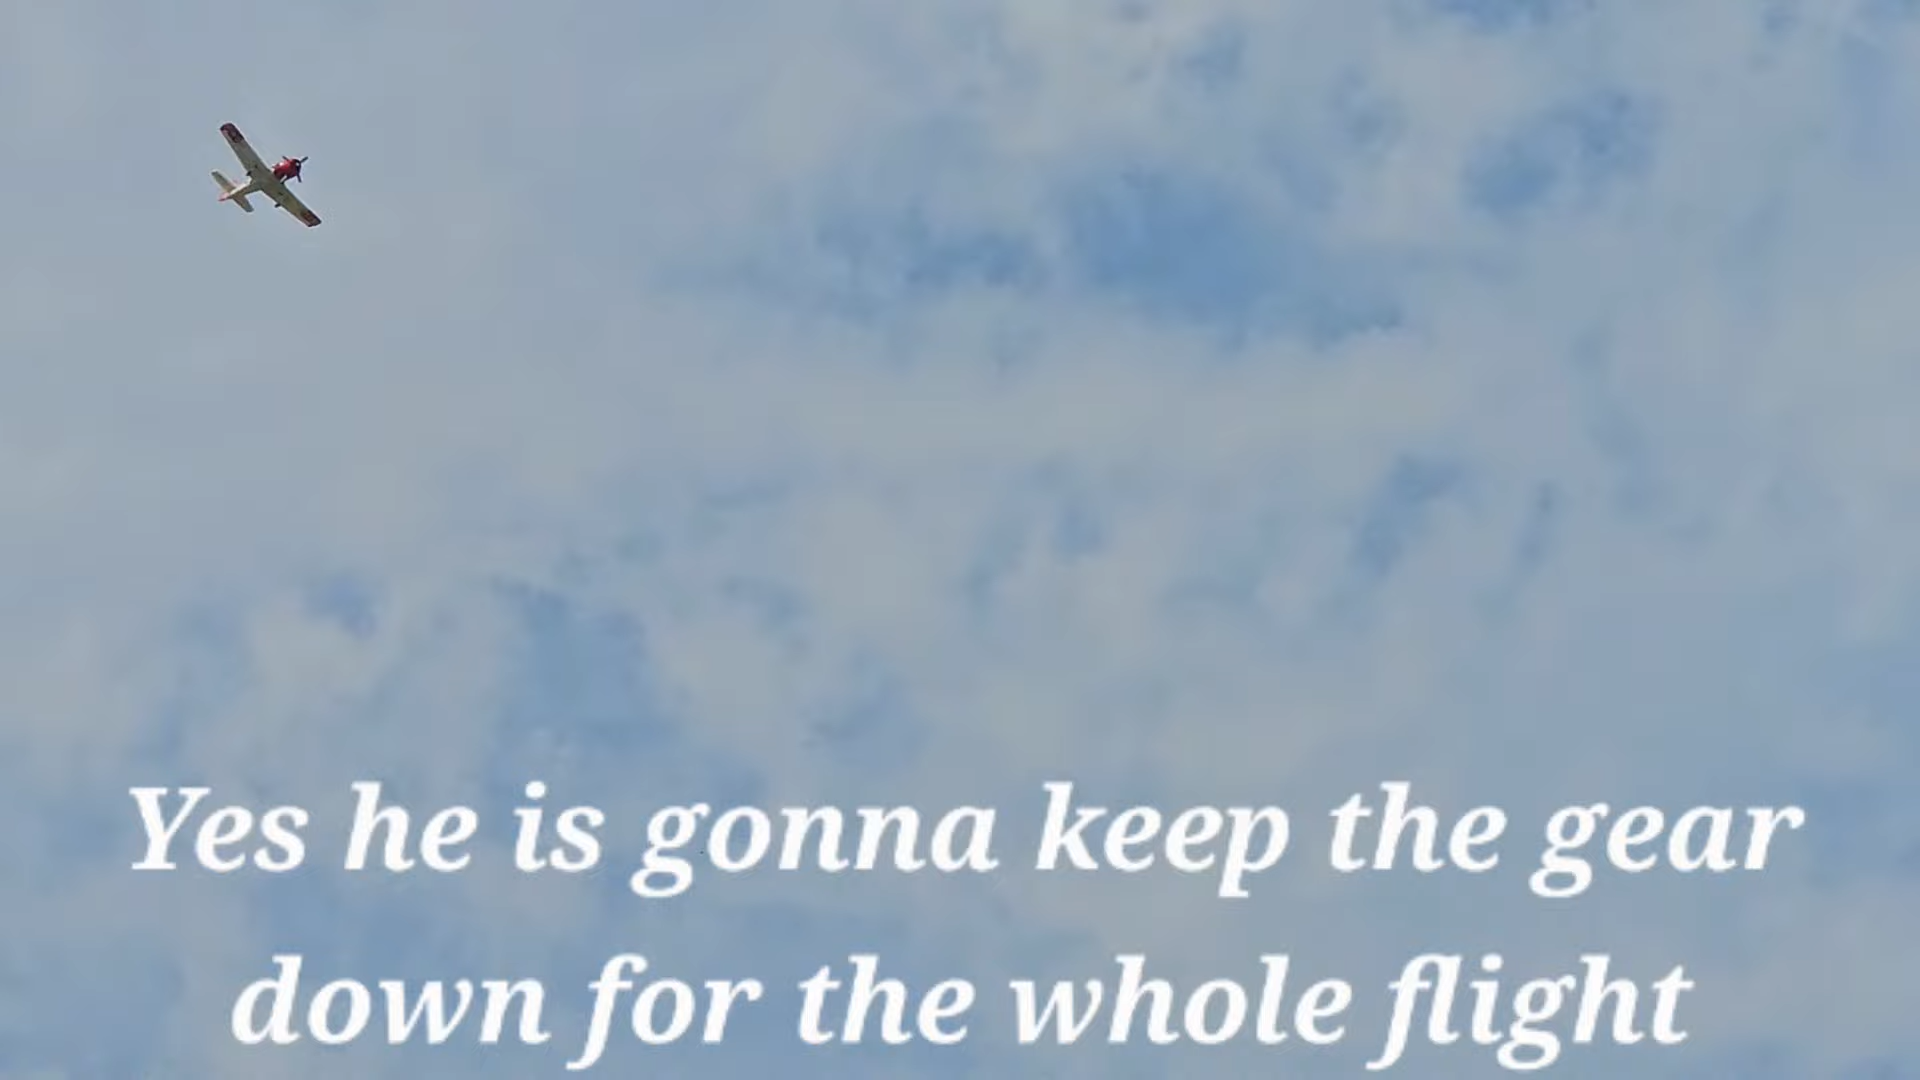 Yes he is gonna keep the gear
down for the whole flight